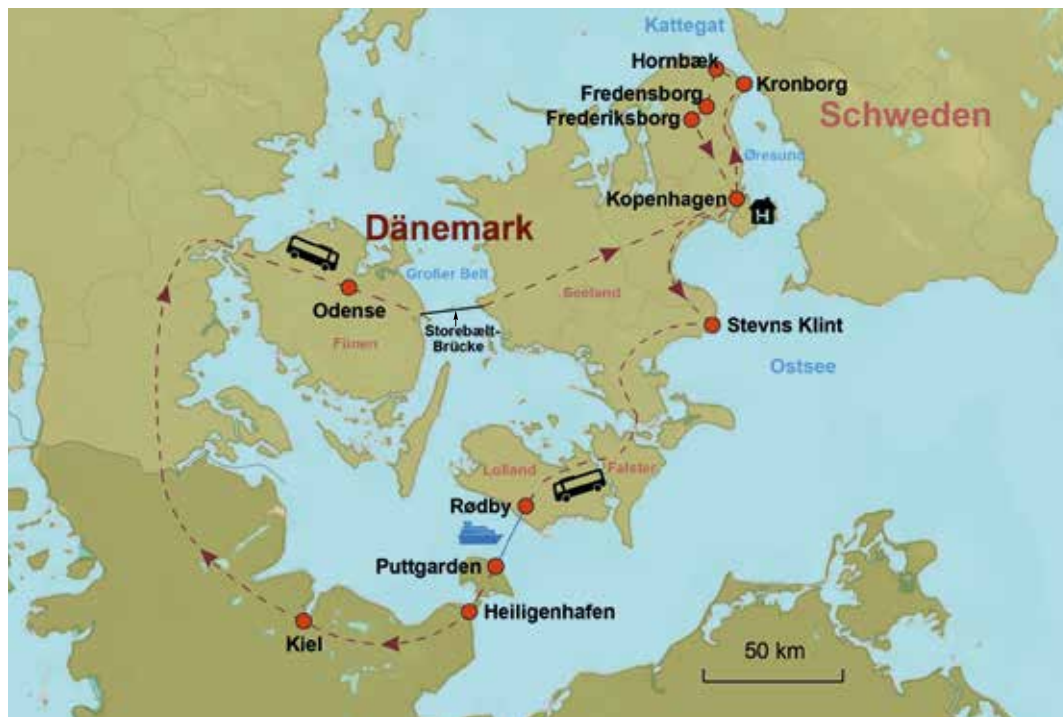 Kattegat
Hornbæk
Kronborg
Fredensborg
Frederiksborg
Schweden
Øresund
Kopenhagen
H
Dänemark
Großer Belt
Odense
Seeland
Storebælt-
Brücke
Stevns Klint
Fünen
Ostsee
Lolland
Falster
Rødby
Puttgarden
Heiligenhafen
Kiel
50 km